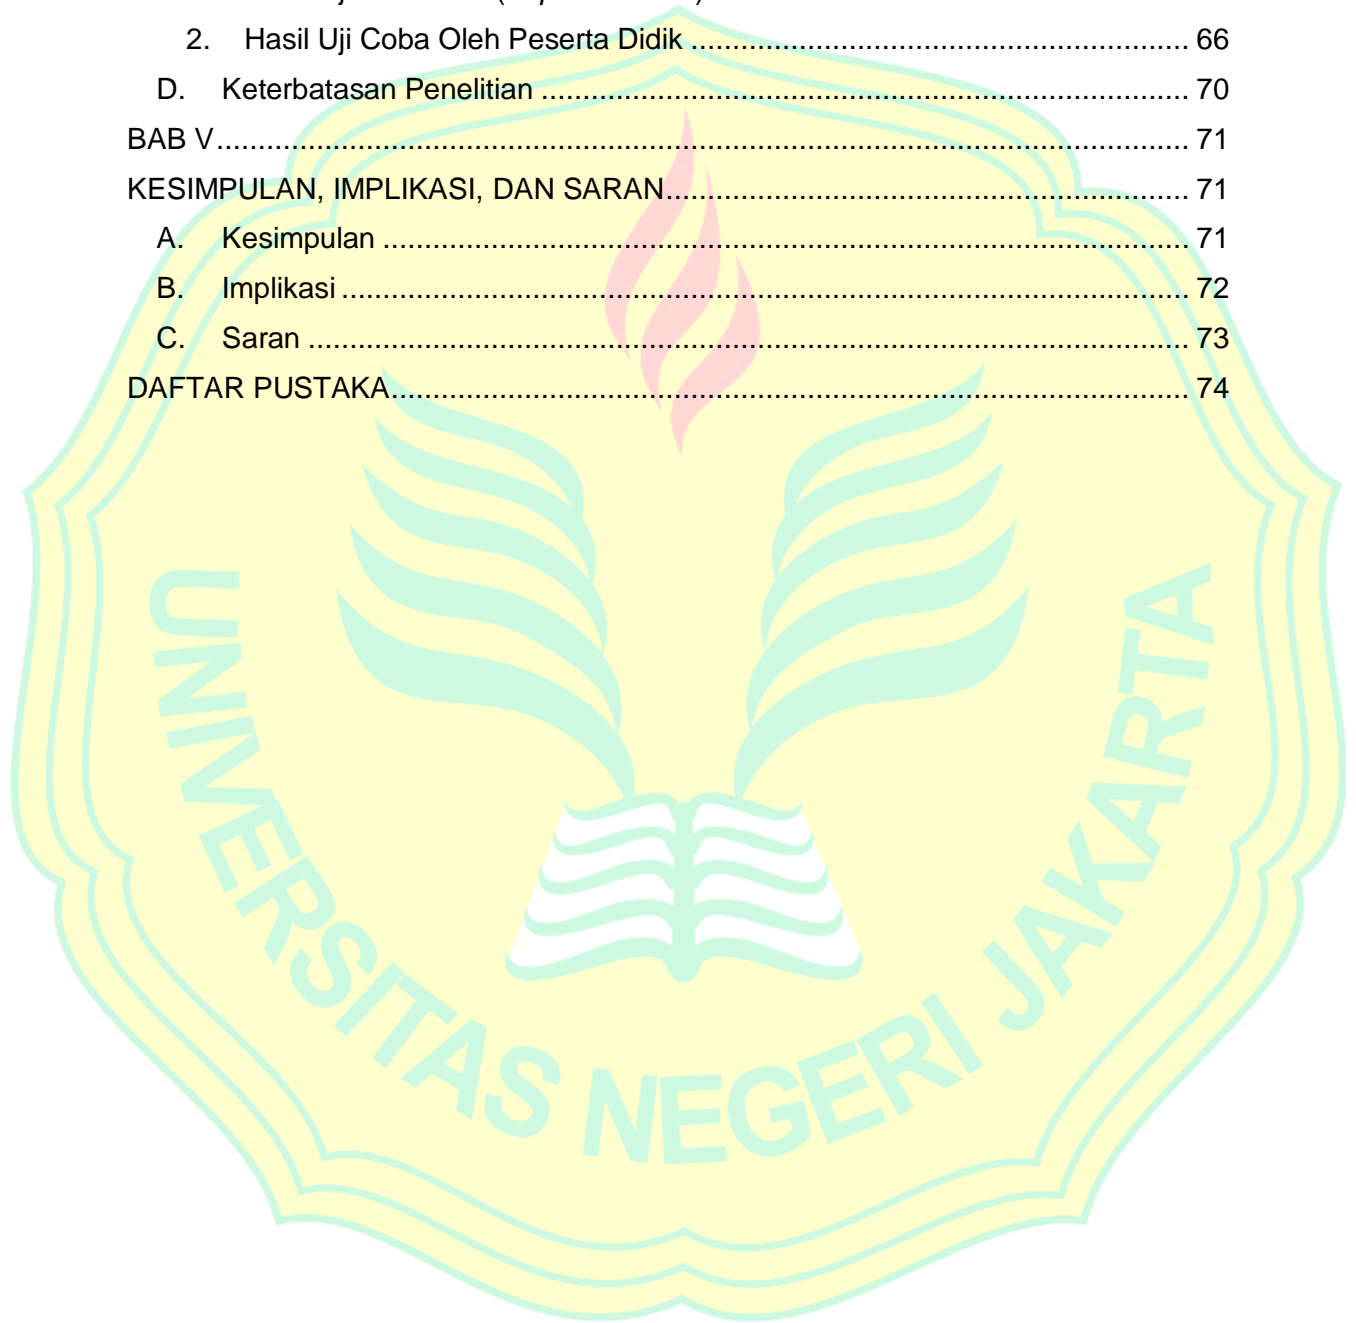 2. Hasil Uji Coba Oleh Peserta Didik ............................................................. 66
D. Keterbatasan Penelitian ............................................................................... 70
BAB V ...................................................................................................................... 71
KESIMPULAN, IMPLIKASI, DAN SARAN ................................................................ 71
A. Kesimpulan .................................................................................................. 71
B. Implikasi ....................................................................................................... 72
C. Saran ........................................................................................................... 73
DAFTAR PUSTAKA ................................................................................................. 74
UNIVERSITAS NEGERI JAKARTA